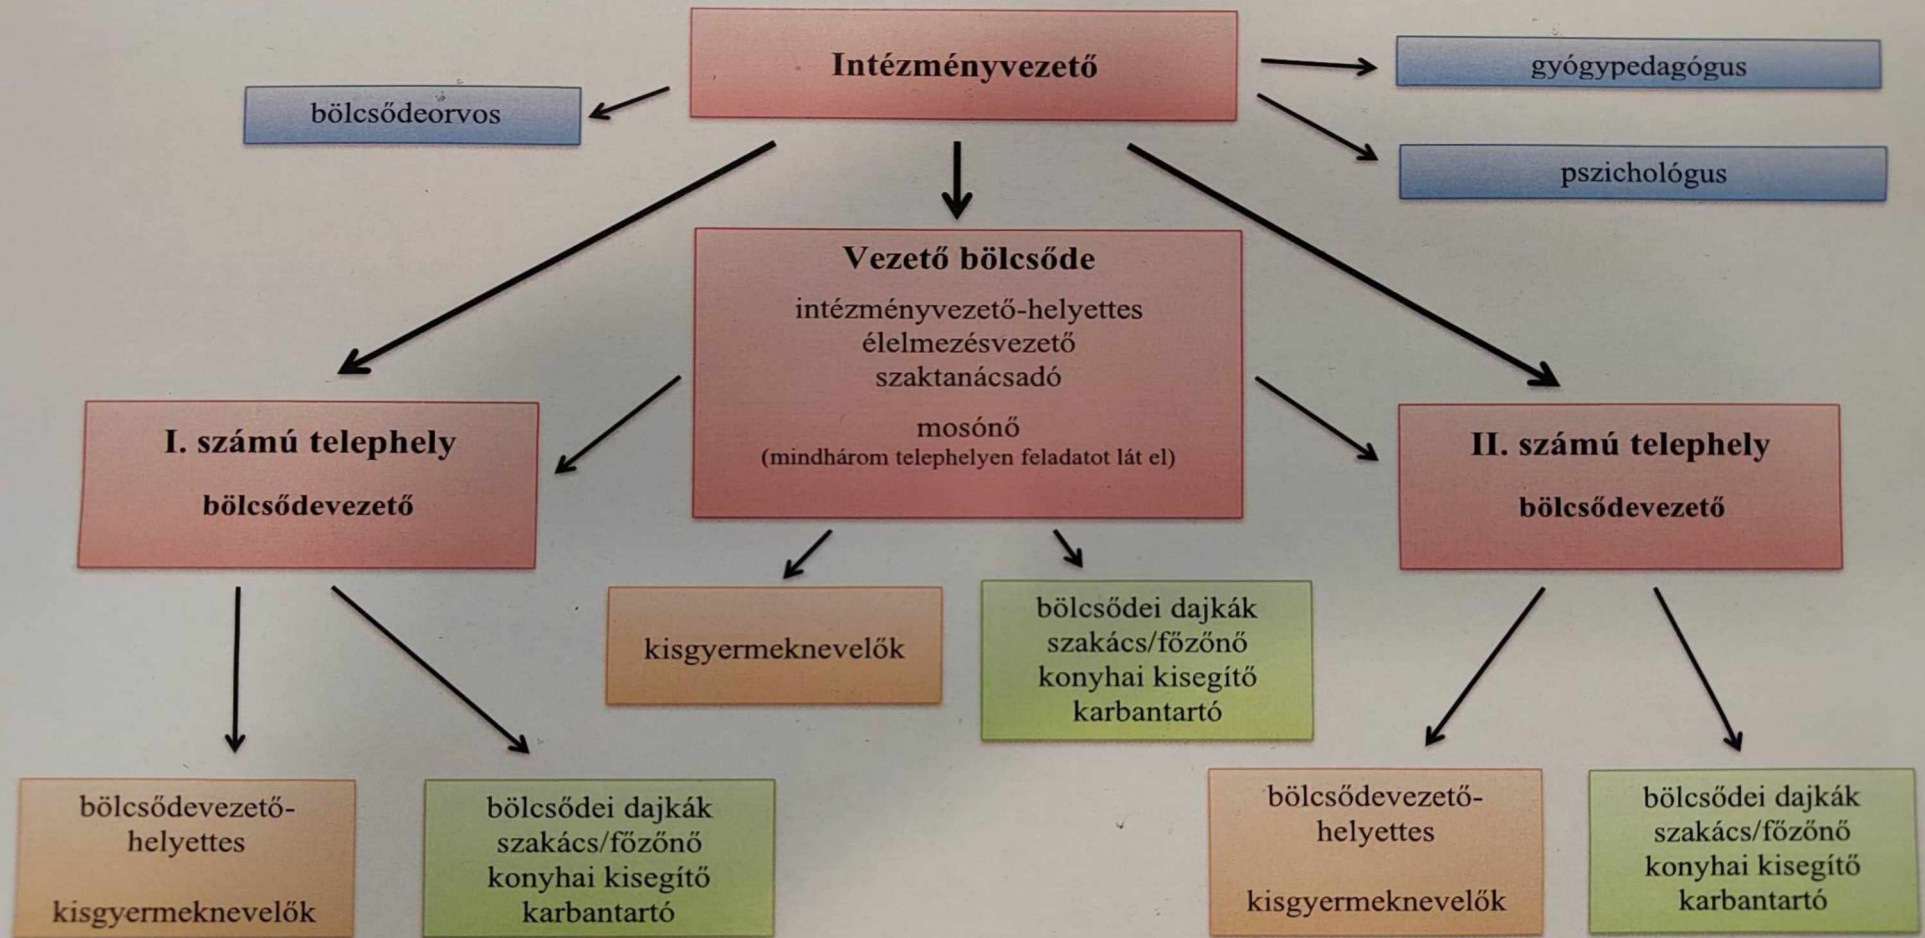 Intézményvezető
bölcsődeorvos
gyógypedagógus
pszichológus
Vezető bölcsőde
intézményvezető-helyettes
élelmezésvezető
szaktanácsadó
mosónő
(mindhárom telephelyen feladatot lát el)
I. számú telephely
bölcsődevezető
II. számú telephely
bölcsődevezető
kisgyermeknevelők
bölcsődei dajkák
szakács/főzőnő
konyhai kisegítő
karbantartó
bölcsődevezető-
helyettes
kisgyermeknevelők
bölcsődei dajkák
szakács/főzőnő
konyhai kisegítő
karbantartó
bölcsődevezető-
helyettes
kisgyermeknevelők
bölcsődei dajkák
szakács/főzőnő
konyhai kisegítő
karbantartó